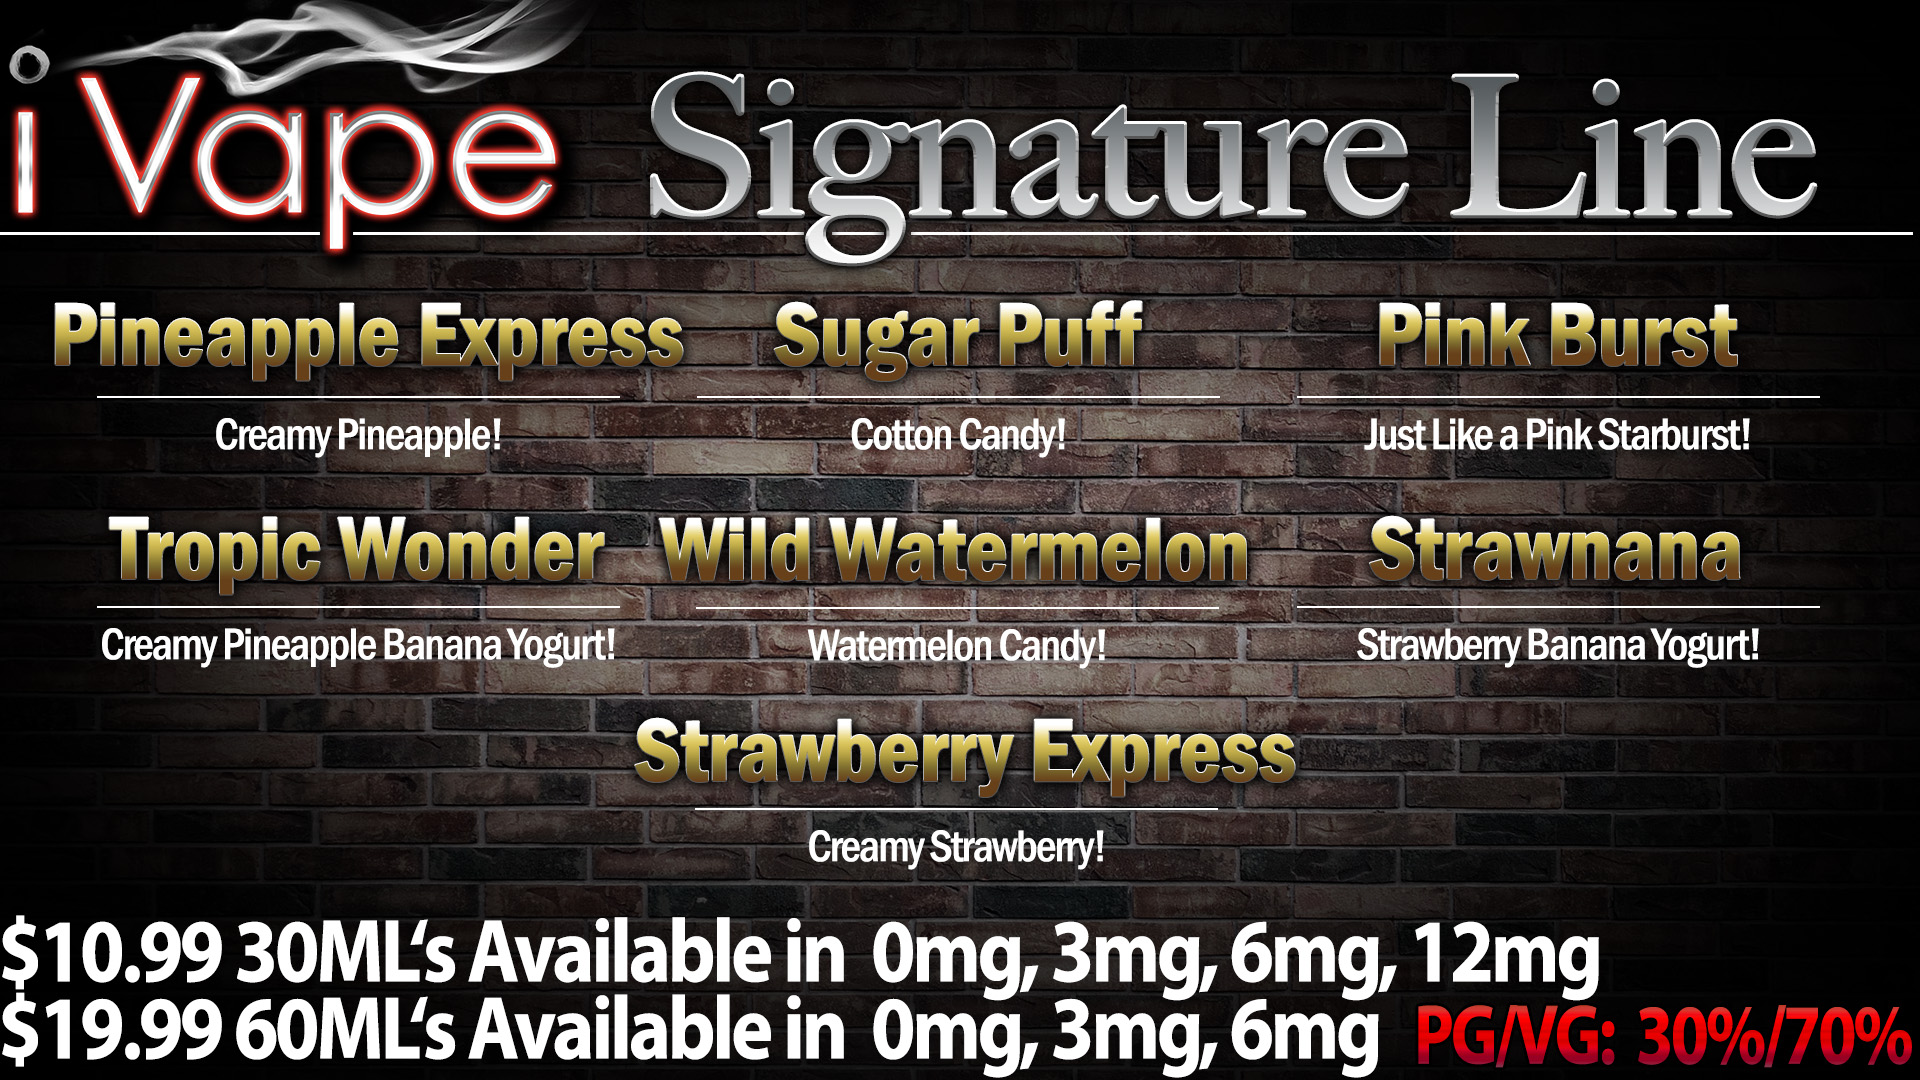 i Vape Signature Line
Pineapple Express
Creamy Pineapple!
Sugar Puff
Cotton Candy!
Pink Burst
Just Like a Pink Starburst!
Tropic Wonder
Creamy Pineapple Banana Yogurt!
Wild Watermelon
Watermelon Candy!
Strawnana
Strawberry Banana Yogurt!
Strawberry Express
Creamy Strawberry!
$10.99 30ML‘s Available in 0mg, 3mg, 6mg, 12mg
$19.99 60ML‘s Available in 0mg, 3mg, 6mg PG/VG: 30%/70%